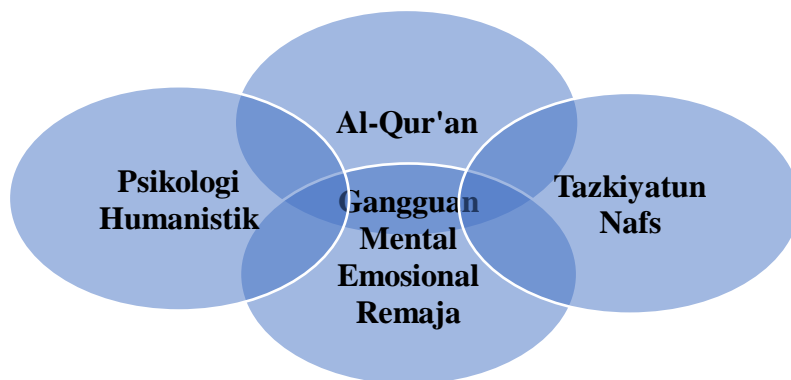 Al-Qur'an
Psikologi
Humanistik
Gangguan
Mental
Emosional
Remaja
Tazkiyatun
Nafs